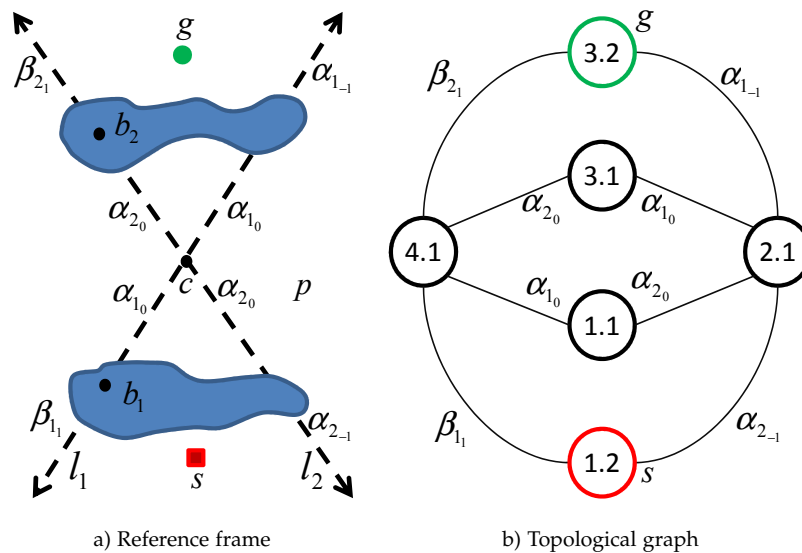 g
β₂₁
α₁₋₁
b₂
α₂₀
α₁₀
c
α₁₀
α₂₀
p
b₁
β₁₁
α₂₋₁
l₁
s
l₂
a) Reference frame
g
3.2
β₂₁
α₁₋₁
3.1
α₂₀
α₁₀
4.1
2.1
α₁₀
α₂₀
1.1
β₁₁
α₂₋₁
1.2
s
b) Topological graph